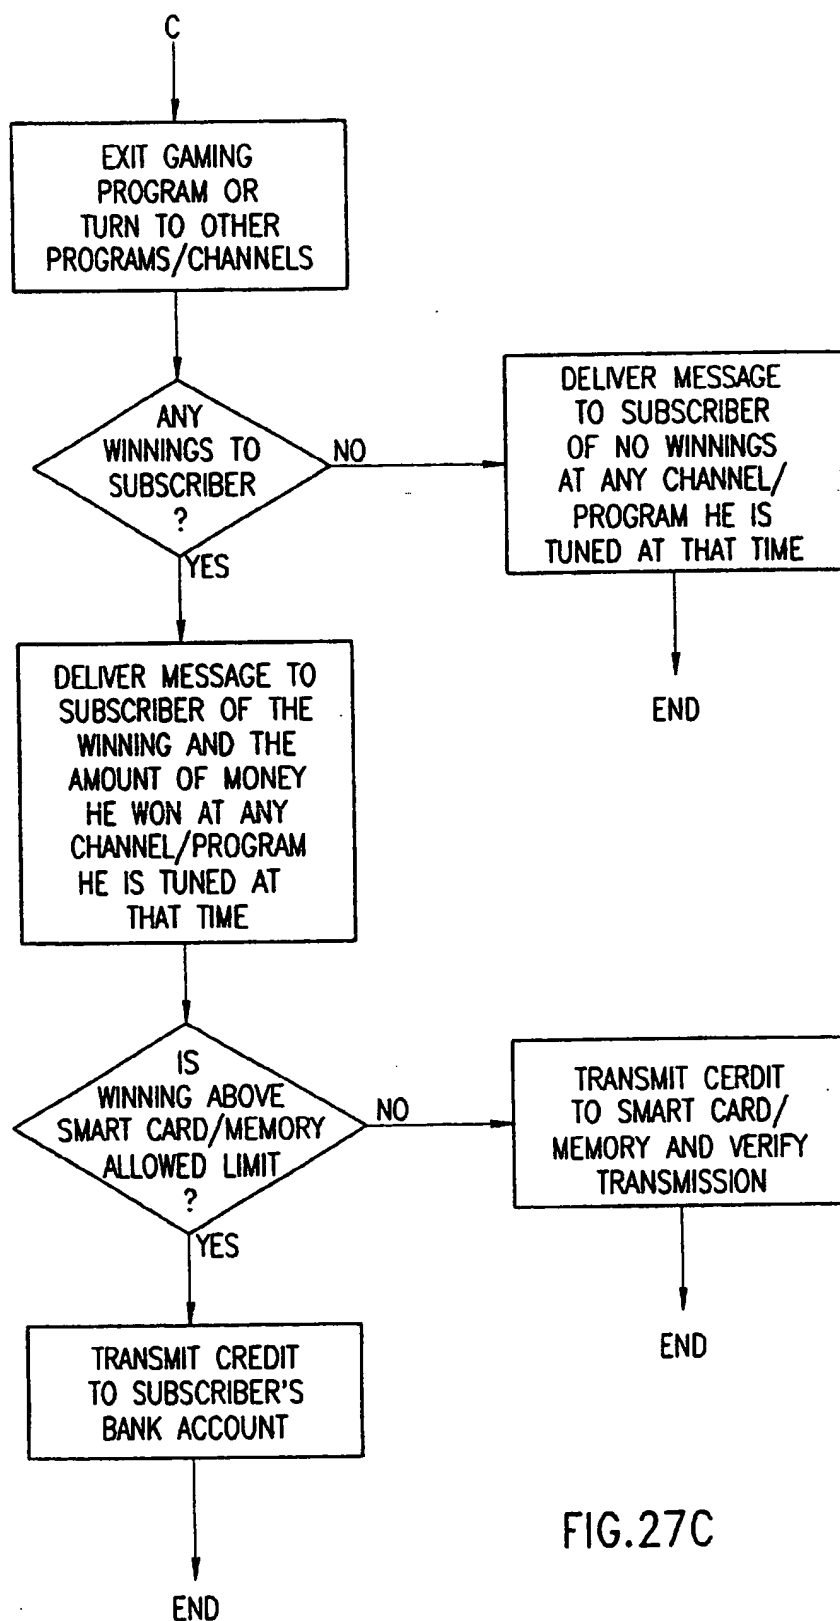 C
EXIT GAMING
PROGRAM OR
TURN TO OTHER
PROGRAMS/CHANNELS
ANY
WINNINGS TO
SUBSCRIBER
?
NO
YES
DELIVER MESSAGE
TO SUBSCRIBER
OF NO WINNINGS
AT ANY CHANNEL/
PROGRAM HE IS
TUNED AT THAT TIME
END
DELIVER MESSAGE TO
SUBSCRIBER OF THE
WINNING AND THE
AMOUNT OF MONEY
HE WON AT ANY
CHANNEL/PROGRAM
HE IS TUNED AT
THAT TIME
IS
WINNING ABOVE
SMART CARD/MEMORY
ALLOWED LIMIT
?
NO
YES
TRANSMIT CERDIT
TO SMART CARD/
MEMORY AND VERIFY
TRANSMISSION
END
TRANSMIT CREDIT
TO SUBSCRIBER'S
BANK ACCOUNT
END
FIG.27C